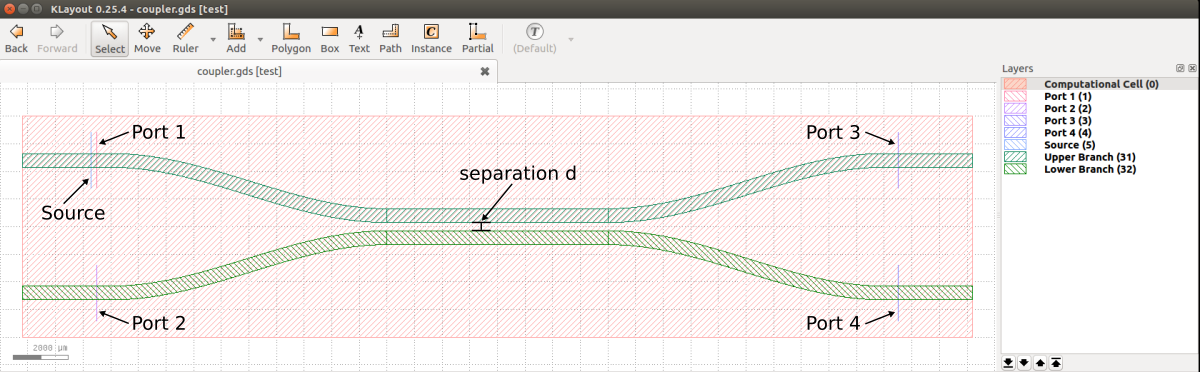 KLayout 0.25.4 - coupler.gds [test]
Back Forward Select Move Ruler Add Polygon Box Text Path Instance Partial (Default)
coupler.gds [test]
Layers
Computational Cell (0)
Port 1 (1)
Port 2 (2)
Port 3 (3)
Port 4 (4)
Source (5)
Upper Branch (31)
Lower Branch (32)
Port 1
Port 3
separation d
Source
Port 2
Port 4
2000 µm